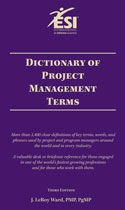 ESI
DICTIONARY OF
PROJECT
MANAGEMENT
TERMS
More than 3,400 clear definitions of key terms, words, and
phrases used by project and program managers around
the world and in every industry.
A valuable desk or briefcase reference for those engaged
in one of the world's fastest growing professions
and for those who work with them.
THIRD EDITION
J. LeRoy Ward, PMP, PgMP